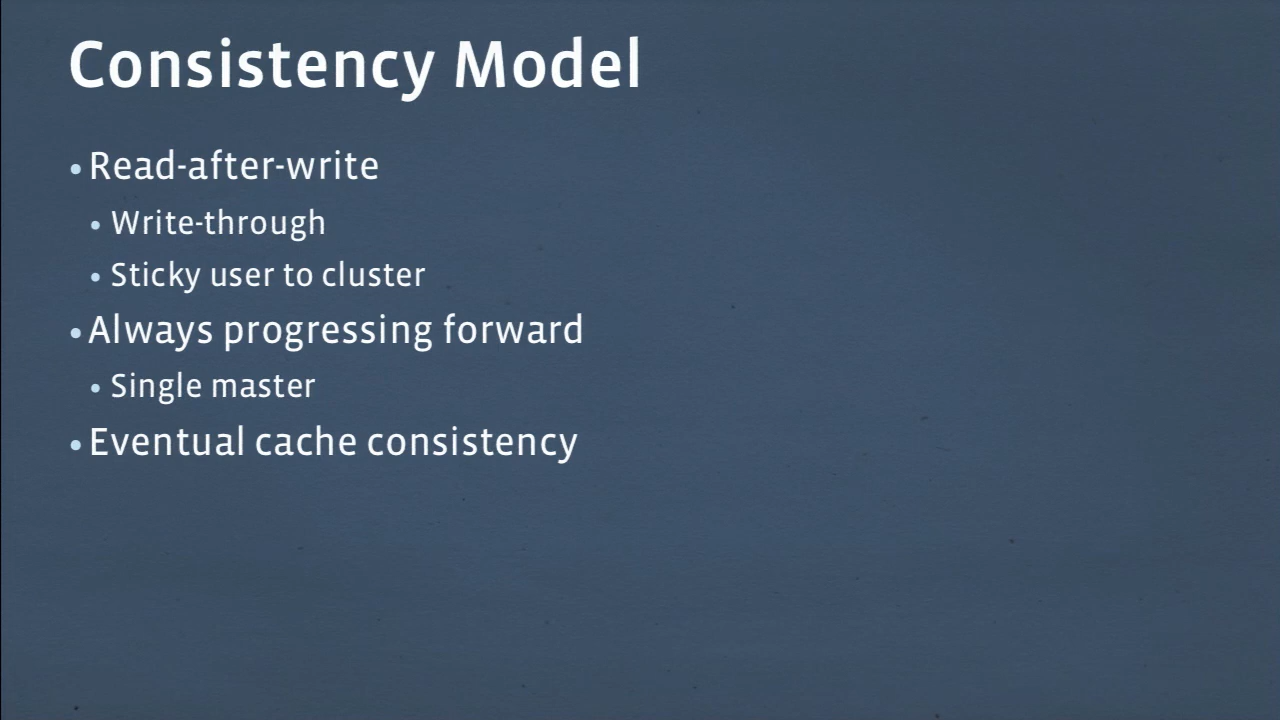 Consistency Model
• Read-after-write
• Write-through
• Sticky user to cluster
• Always progressing forward
• Single master
• Eventual cache consistency